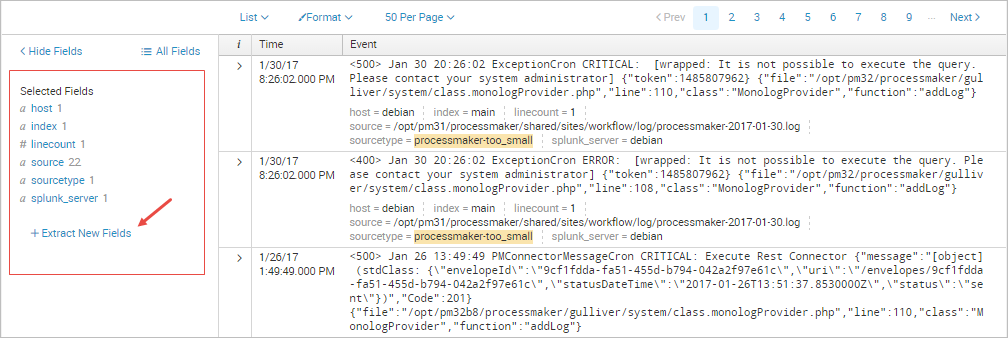 List Format 50 Per Page < Prev 1 2 3 4 5 6 7 8 9 ... Next >
< Hide Fields All Fields
Selected Fields
a host 1
a index 1
# linecount 1
a source 22
a sourcetype 1
a splunk_server 1
+ Extract New Fields
i Time Event
> 1/30/17
8:26:02.000 PM
<500> Jan 30 20:26:02 ExceptionCron CRITICAL:  [wrapped: It is not possible to execute the query.
Please contact your system administrator] {"token":1485807962} {"file":"/opt/pm32/processmaker/gul
liver/system/class.monologProvider.php","line":110,"class":"MonologProvider","function":"addLog"}
host = debian index = main linecount = 1
source = /opt/pm31/processmaker/shared/sites/workflow/log/processmaker-2017-01-30.log
sourcetype = processmaker-too_small splunk_server = debian
> 1/30/17
8:26:02.000 PM
<400> Jan 30 20:26:02 ExceptionCron ERROR:  [wrapped: It is not possible to execute the query. Ple
ase contact your system administrator] {"token":1485807962} {"file":"/opt/pm32/processmaker/gulliv
er/system/class.monologProvider.php","line":108,"class":"MonologProvider","function":"addLog"}
host = debian index = main linecount = 1
source = /opt/pm31/processmaker/shared/sites/workflow/log/processmaker-2017-01-30.log
sourcetype = processmaker-too_small splunk_server = debian
> 1/26/17
1:49:49.000 PM
<500> Jan 26 13:49:49 PMConnectorMessageCron CRITICAL: Execute Rest Connector {"message":"[object]
(stdClass: {\"envelopeId\":\"9cf1fdda-fa51-455d-b794-042a2f97e61c\",\"uri\":\"/envelopes/9cf1fdda
-fa51-455d-b794-042a2f97e61c\",\"statusDateTime\":\"2017-01-26T13:51:37.8530000Z\",\"status\":\"se
nt\"})","Code":201}
{"file":"/opt/pm32b8/processmaker/gulliver/system/class.monologProvider.php","line":110,"class":"M
onologProvider","function":"addLog"}